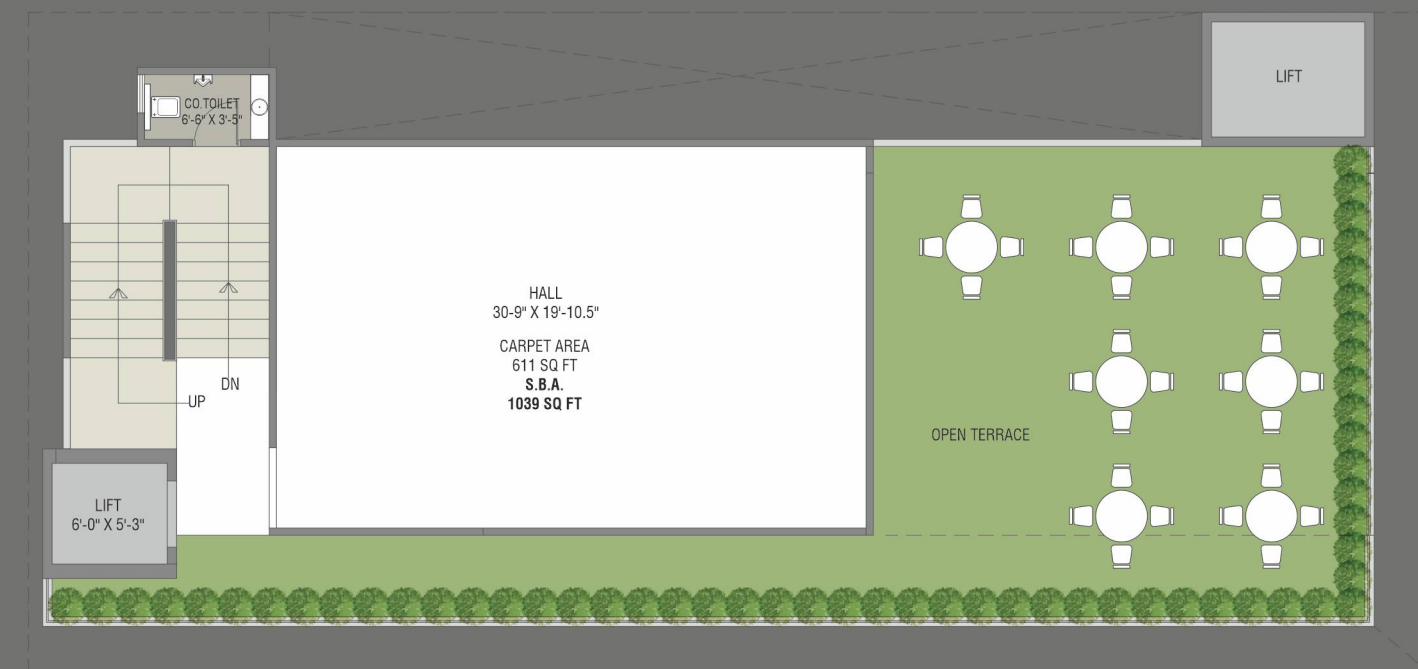 CO.TOILET
6'-6" X 3'-5"
LIFT
HALL
30-9" X 19'-10.5"
CARPET AREA
611 SQ FT
S.B.A.
1039 SQ FT
DN
UP
OPEN TERRACE
LIFT
6'-0" X 5'-3"